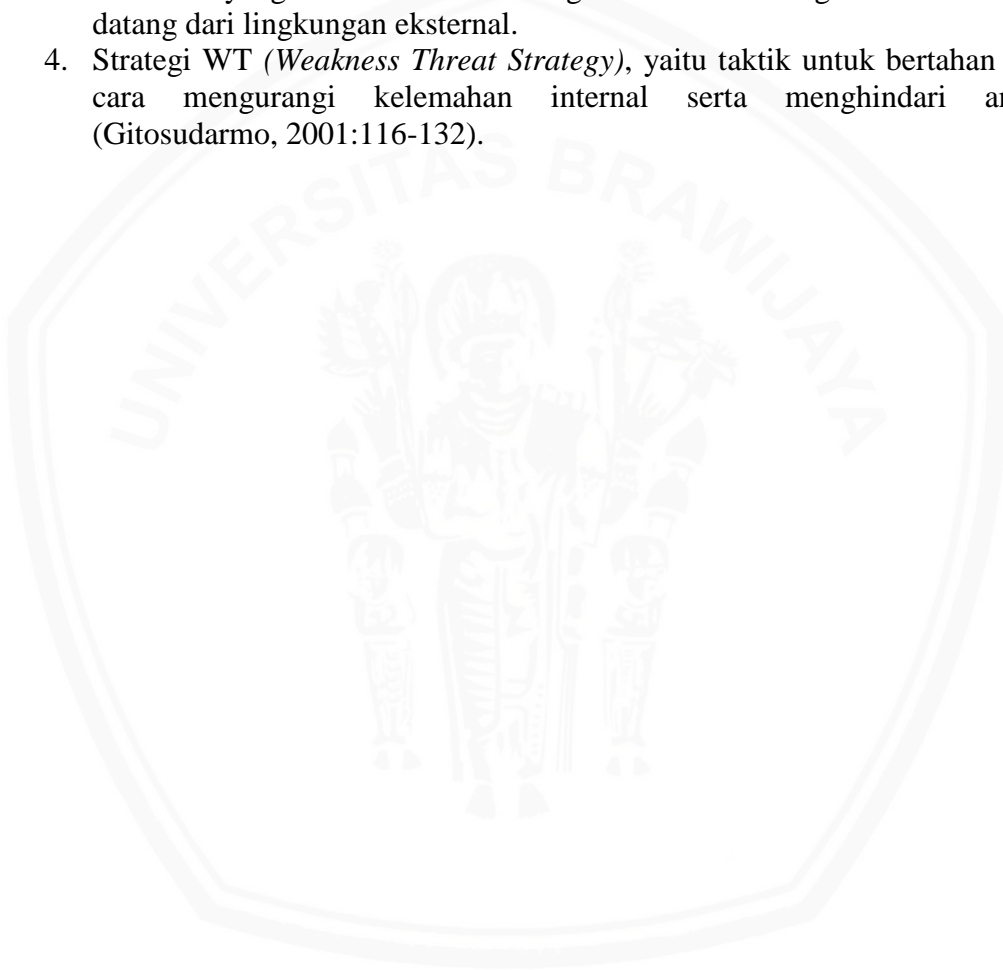 datang dari lingkungan eksternal.
4. Strategi WT (Weakness Threat Strategy), yaitu taktik untuk bertahan
cara mengurangi kelemahan internal serta menghindari
(Gitosudarmo, 2001:116-132).
UNIVERSITAS BRAWIJAYA